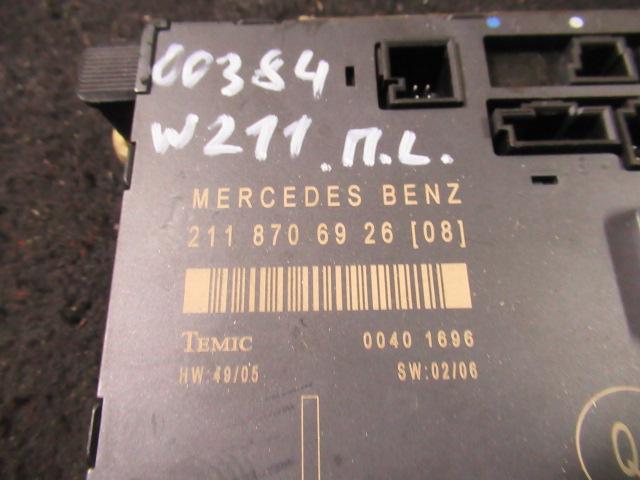 00384
W211 .П.L.
MERCEDES BENZ
211 870 69 26 [08]
TEMIC 0040 1696
HW:49/05 SW:02/06
Q